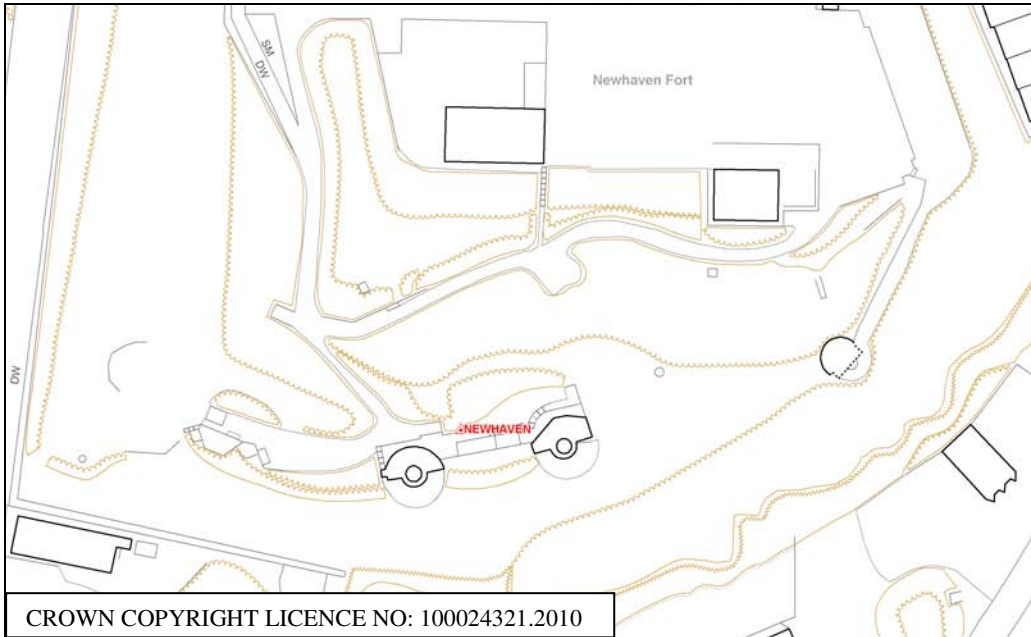 SM
DW
Newhaven Fort
DW
NEWHAVEN
CROWN COPYRIGHT LICENCE NO: 100024321.2010